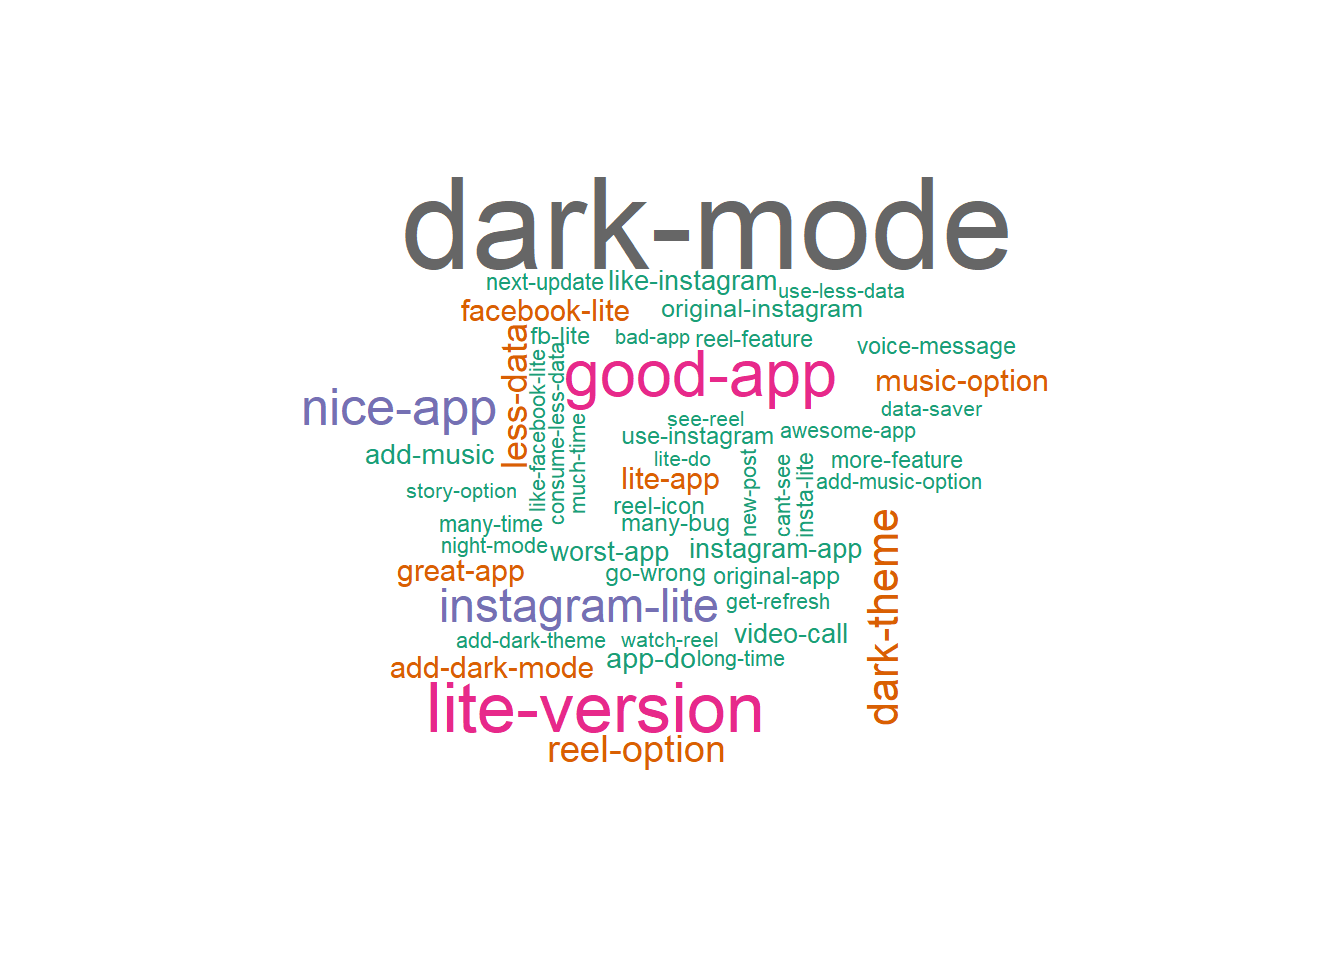 dark-mode
next-update
like-instagram
use-less-data
facebook-lite
original-instagram
fb-lite
bad-app
reel-feature
voice-message
less-data
like-facebook-lite
consume-less-data
good-app
music-option
nice-app
data-saver
much-time
see-reel
use-instagram
awesome-app
add-music
lite-do
more-feature
lite-app
new-post
cant-see
insta-lite
add-music-option
story-option
reel-icon
many-time
many-bug
night-mode
worst-app
instagram-app
dark-theme
great-app
go-wrong
original-app
instagram-lite
get-refresh
add-dark-theme
watch-reel
video-call
add-dark-mode
app-do
long-time
lite-version
reel-option